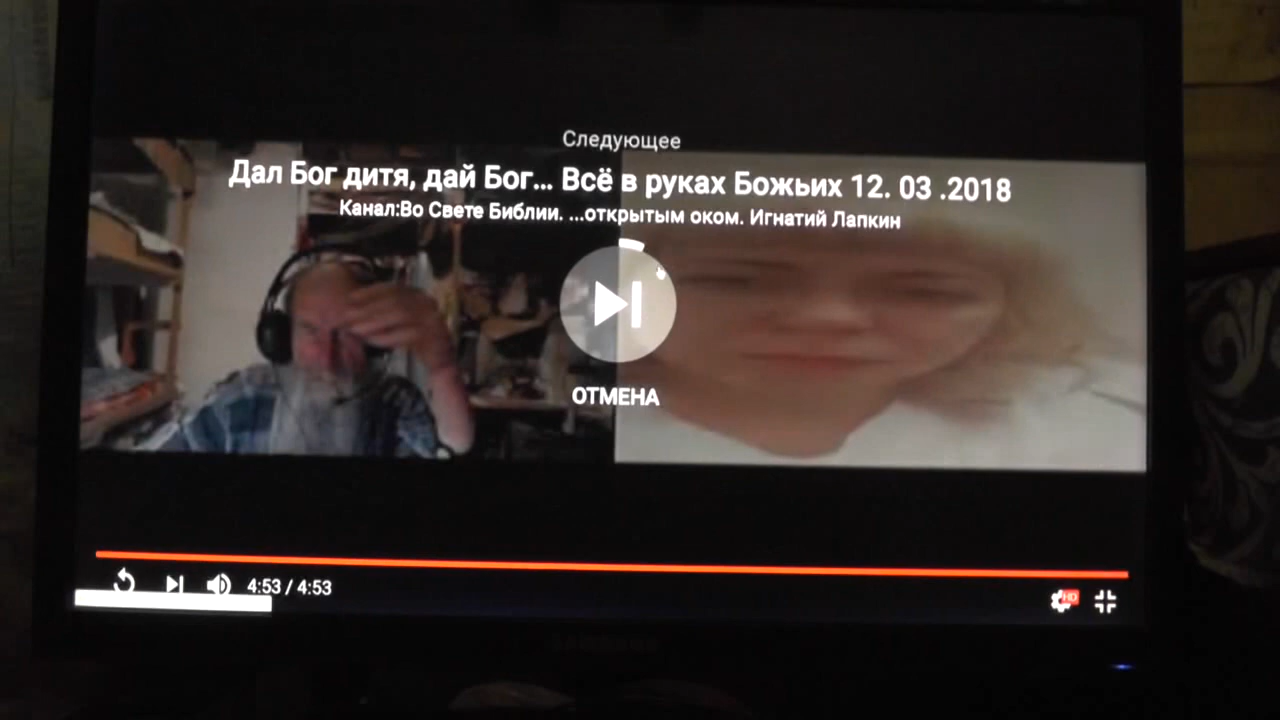 Следующее
Дал Бог дитя, дай Бог... Всё в руках Божьих 12. 03 .2018
Канал:Во Свете Библии. ...открытым оком. Игнатий Лапкин
ОТМЕНА
4:53 / 4:53
HD